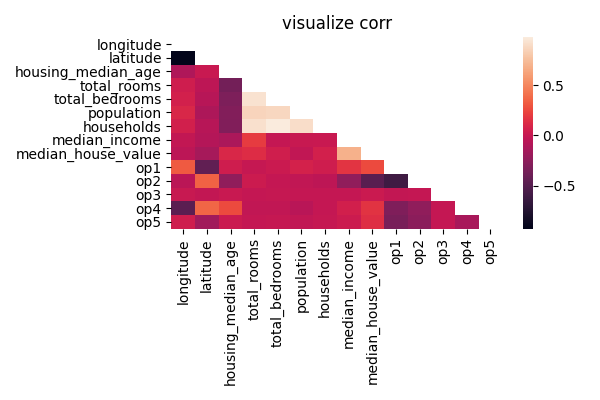 visualize corr
longitude
latitude
housing_median_age
total_rooms
total_bedrooms
population
households
median_income
median_house_value
op1
op2
op3
op4
op5
longitude
latitude
housing_median_age
total_rooms
total_bedrooms
population
households
median_income
median_house_value
op1
op2
op3
op4
op5
0.5
0.0
−0.5